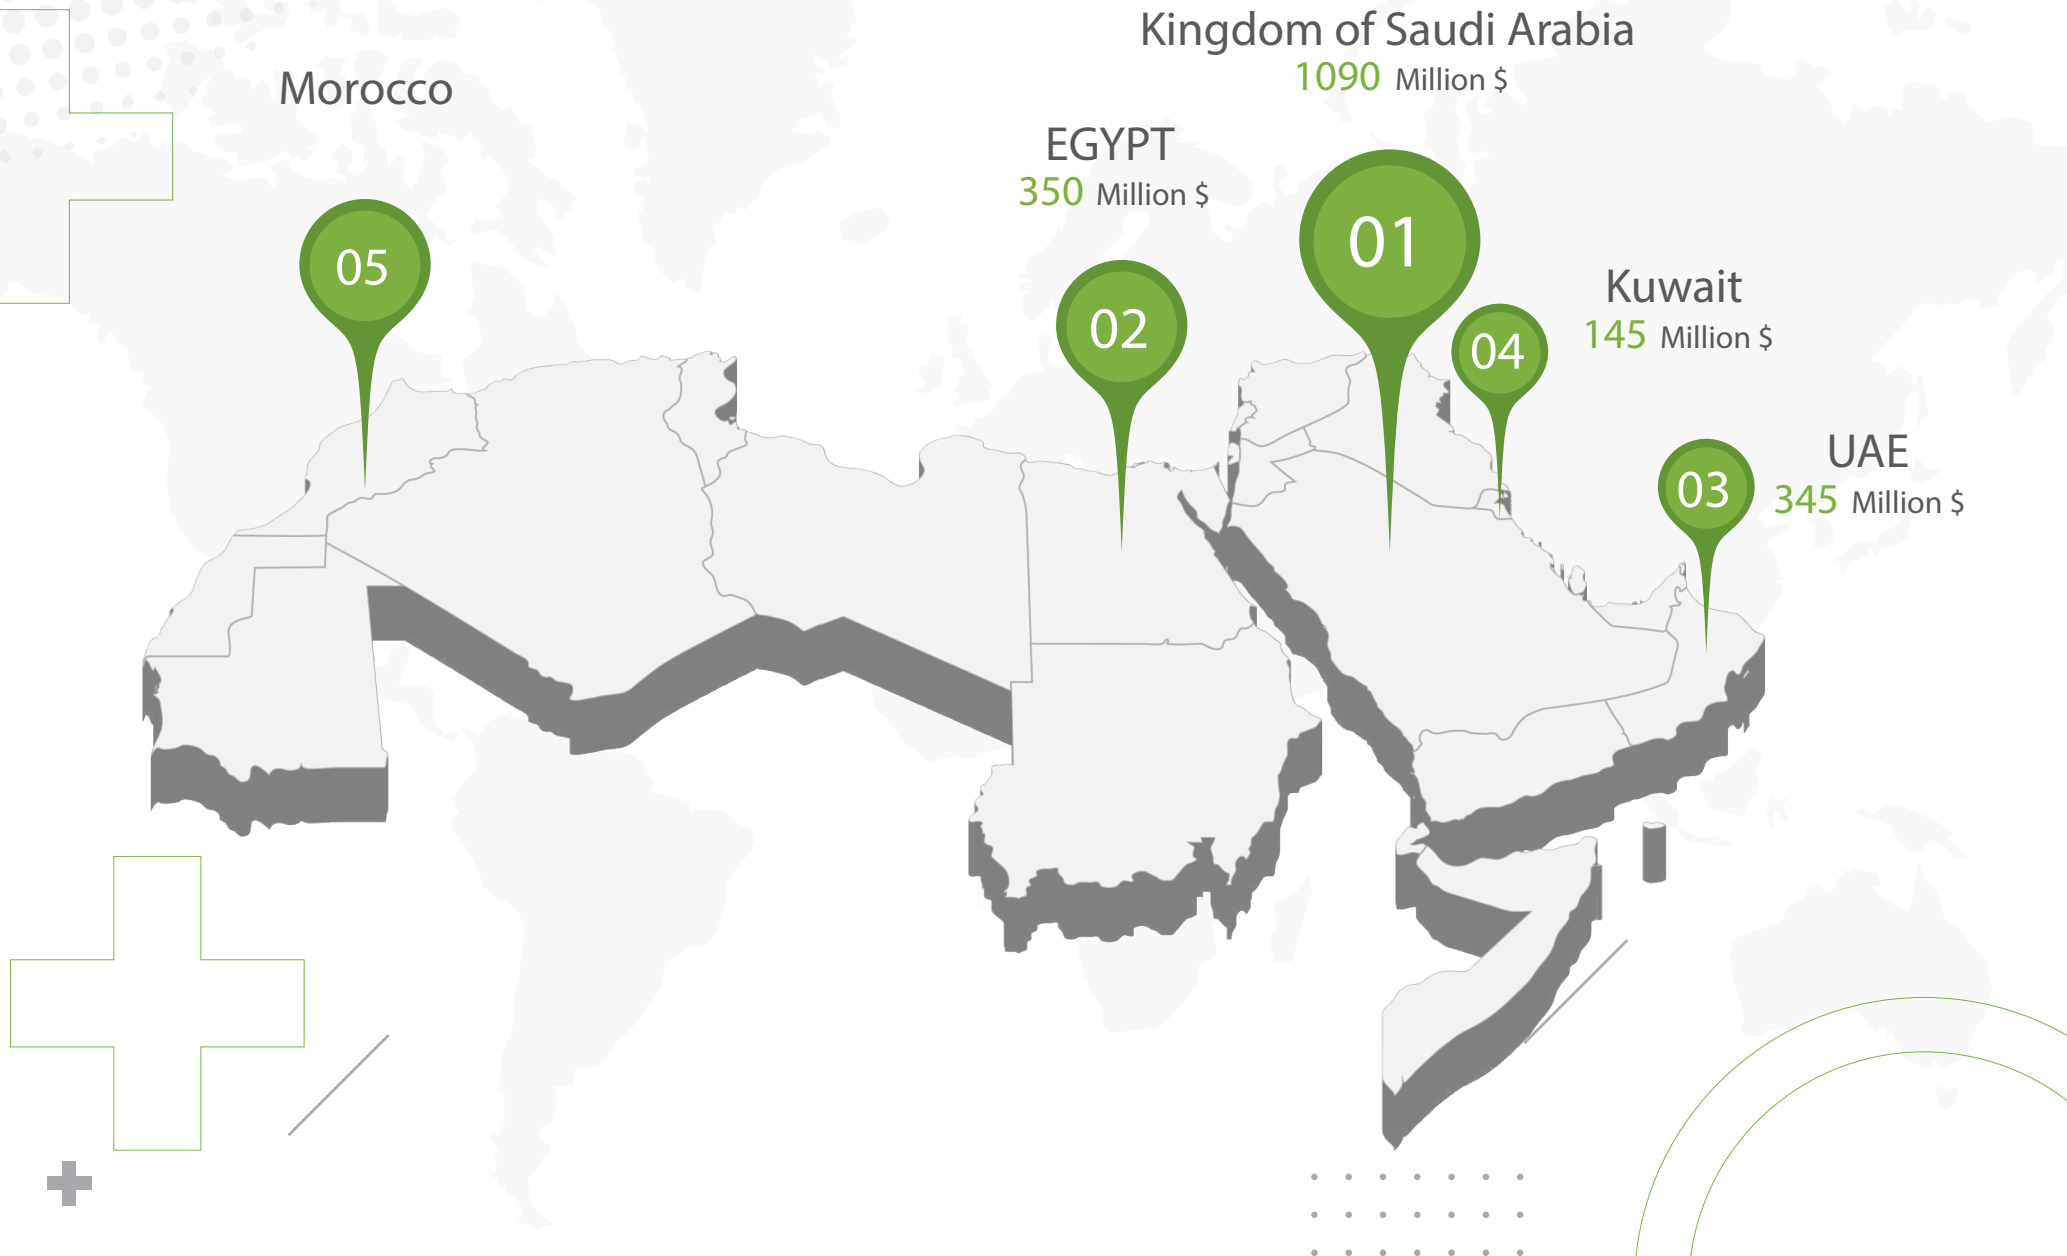 Kingdom of Saudi Arabia
1090 Million $
Morocco
EGYPT
350 Million $
01
05
02
Kuwait
145 Million $
04
UAE
345 Million $
03